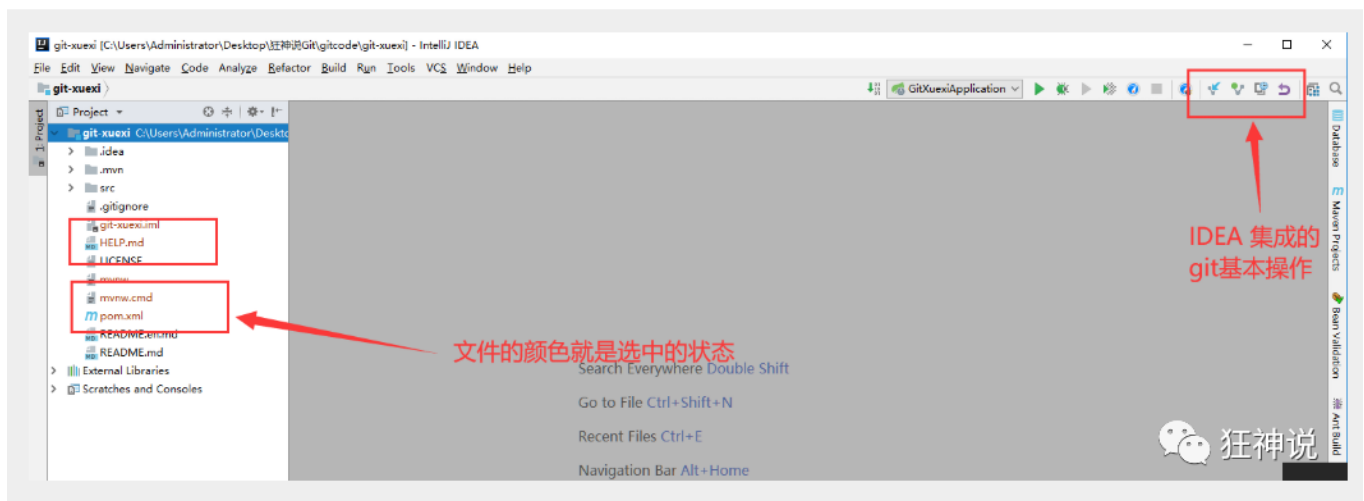 git-xuexi [C:\Users\Administrator\Desktop\狂神说Git\gitcode\git-xuexi] - IntelliJ IDEA
File Edit View Navigate Code Analyze Refactor Build Run Tools VCS Window Help
git-xuexi
GitXuexiApplication
Project
1: Project
git-xuexi C:\Users\Administrator\Deskto
.idea
.mvn
src
.gitignore
git-xuexi.iml
HELP.md
LICENSE
mvnw
mvnw.cmd
pom.xml
README.en.md
README.md
External Libraries
Scratches and Consoles
文件的颜色就是选中的状态
Search Everywhere Double Shift
Go to File Ctrl+Shift+N
Recent Files Ctrl+E
Navigation Bar Alt+Home
IDEA 集成的
git基本操作
Database
Maven Projects
Bean Validation
Ant Build
狂神说